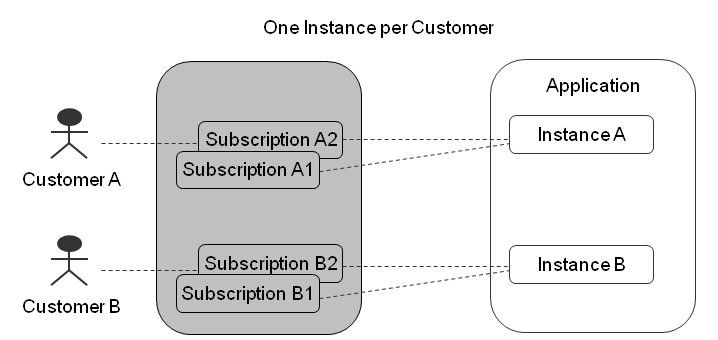 One Instance per Customer
Application
Subscription A2
Instance A
Subscription A1
Customer A
Subscription B2
Instance B
Subscription B1
Customer B